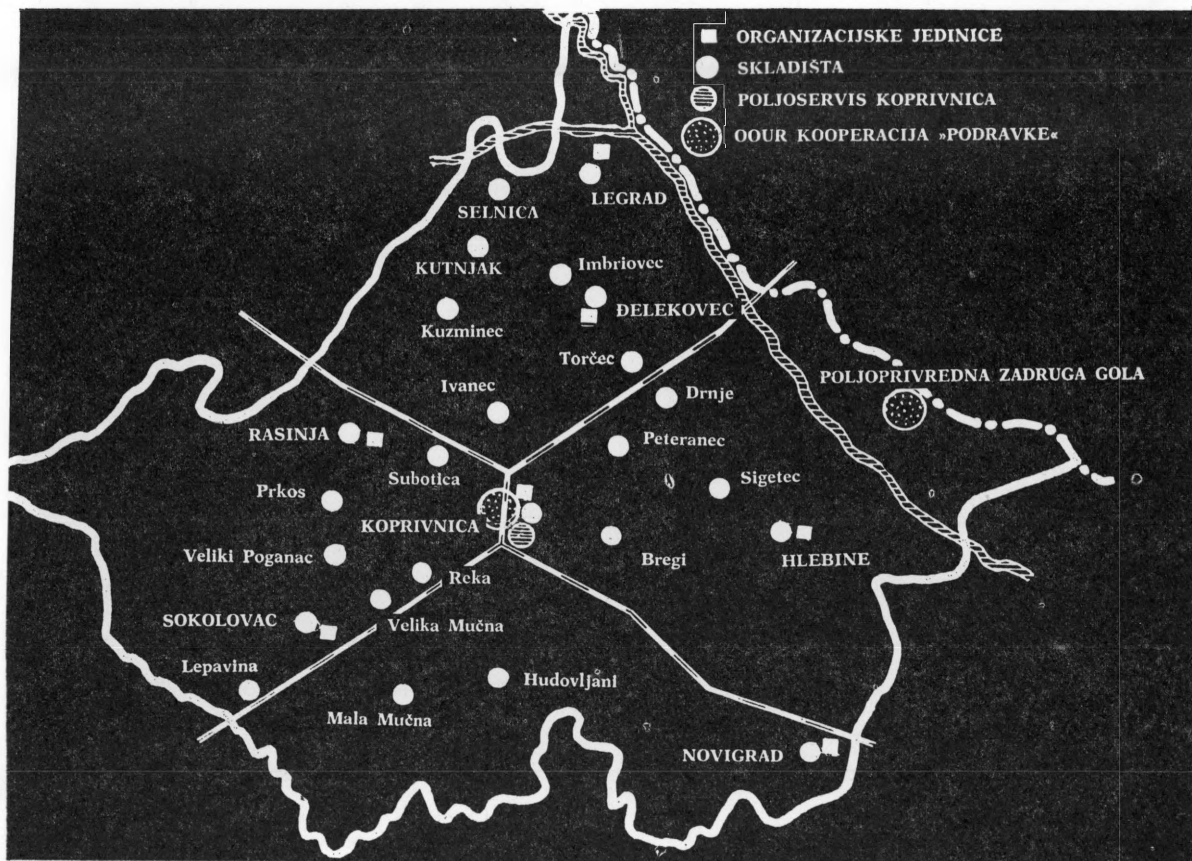 ORGANIZACIJSKE JEDINICE
SKLADIŠTA
POLJOSERVIS KOPRIVNICA
OOUR KOOPERACIJA »PODRAVKE«
LEGRAD
SELNICA
KUTNJAK
Imbriovec
ĐELEKOVEC
Kuzminec
Torčec
POLJOPRIVREDNA ZADRUGA GOLA
Ivanec
Drnje
RASINJA
Peteranec
Subotica
Sigetec
Prkos
KOPRIVNICA
Veliki Poganac
Bregi
HLEBINE
Reka
SOKOLOVAC
Velika Mučna
Lepavina
Hudovljani
Mala Mučna
NOVIGRAD